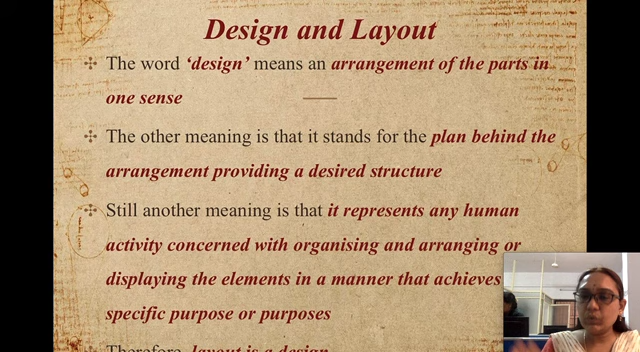 Design and Layout
The word ‘design’ means an arrangement of the parts in
one sense
The other meaning is that it stands for the plan behind the
arrangement providing a desired structure
Still another meaning is that it represents any human
activity concerned with organising and arranging or
displaying the elements in a manner that achieves
specific purpose or purposes
Therefore, layout is a design